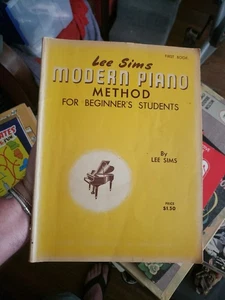 FIRST BOOK
Lee Sims
MODERN PIANO
METHOD
FOR BEGINNER'S STUDENTS
By
LEE SIMS
PRICE
$1.50